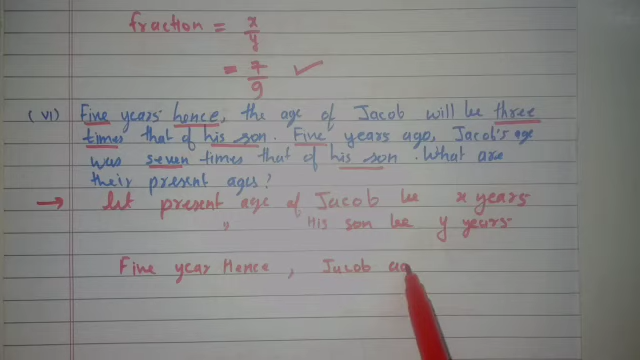 fraction = x/y
= 7/9 ✓
(vi) Five years hence, the age of Jacob will be three
times that of his son. Five years ago, Jacob's age
was seven times that of his son. What are
their present ages?
→ let present age of Jacob be x years
" His son be y years
Five year Hence, Jacob ag